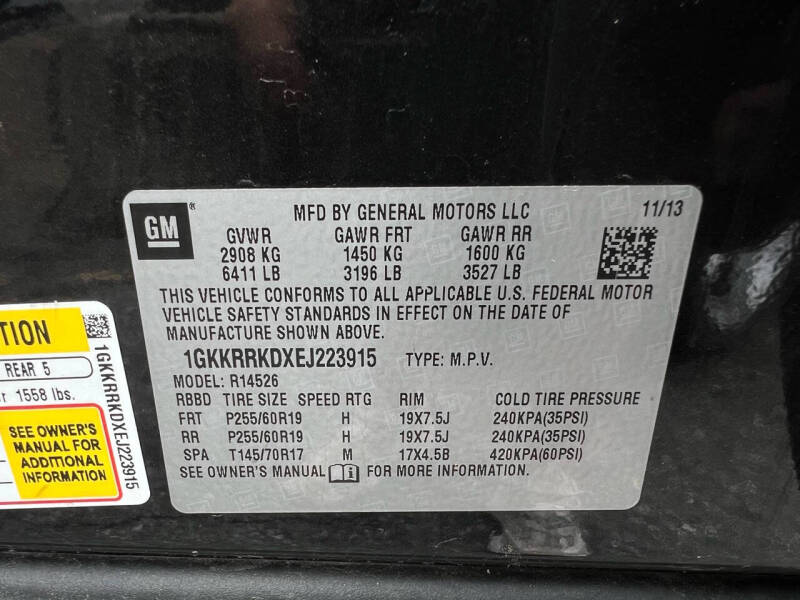 GM ®
MFD BY GENERAL MOTORS LLC 11/13
GVWR GAWR FRT GAWR RR
2908 KG 1450 KG 1600 KG
6411 LB 3196 LB 3527 LB
THIS VEHICLE CONFORMS TO ALL APPLICABLE U.S. FEDERAL MOTOR
VEHICLE SAFETY STANDARDS IN EFFECT ON THE DATE OF
MANUFACTURE SHOWN ABOVE.
1GKKRRKDXEJ223915 TYPE: M.P.V.
MODEL: R14526
RBBD TIRE SIZE SPEED RTG RIM COLD TIRE PRESSURE
FRT P255/60R19 H 19X7.5J 240KPA(35PSI)
RR P255/60R19 H 19X7.5J 240KPA(35PSI)
SPA T145/70R17 M 17X4.5B 420KPA(60PSI)
SEE OWNER'S MANUAL i FOR MORE INFORMATION.
TION
REAR 5
1558 lbs.
SEE OWNER'S
MANUAL FOR
ADDITIONAL
INFORMATION
1GKKRRKDXEJ223915